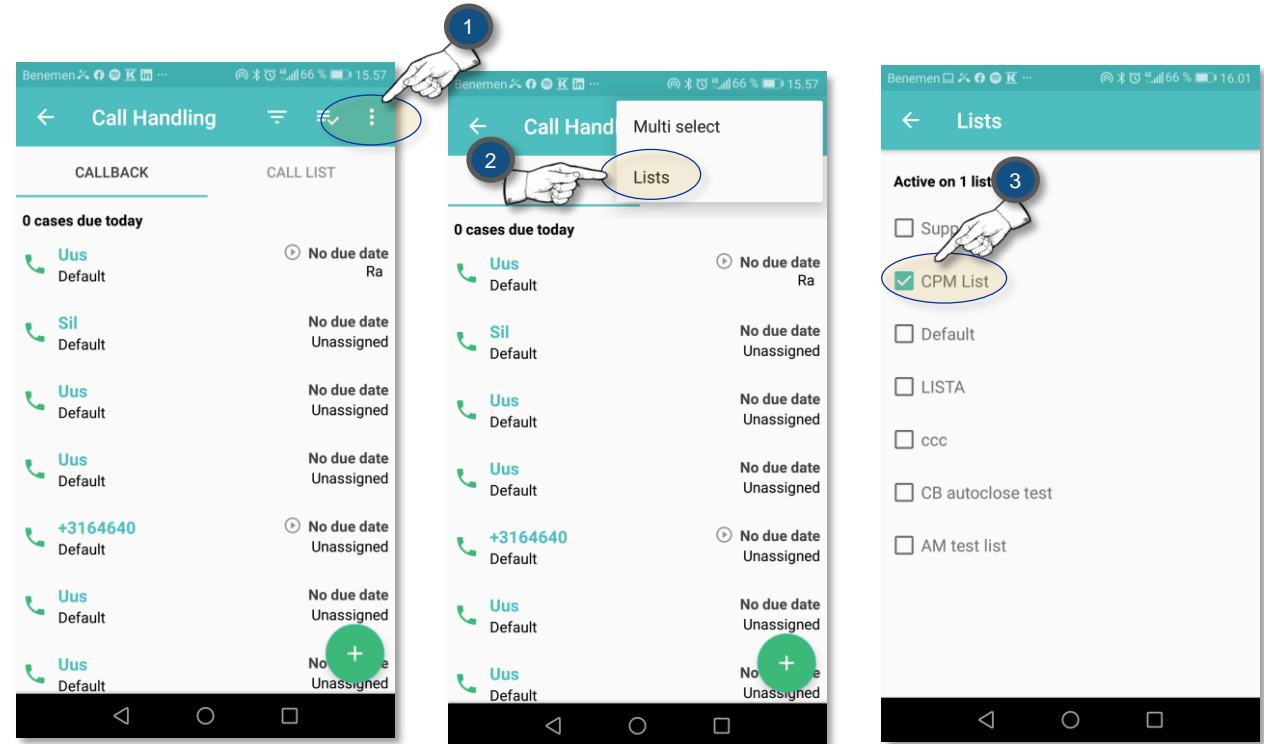 1
Benemen 66 % 15.57
Call Handling
CALLBACK CALL LIST
0 cases due today
Uus No due date
Default Ra
Sil No due date
Default Unassigned
Uus No due date
Default Unassigned
Uus No due date
Default Unassigned
+3164640 No due date
Default Unassigned
Uus No due date
Default Unassigned
Uus No
Default Unassigned
Benemen 66 % 15.57
Call Hand
Multi select
2
Lists
0 cases due today
Uus No due date
Default Ra
Sil No due date
Default Unassigned
Uus No due date
Default Unassigned
Uus No due date
Default Unassigned
+3164640 No due date
Default Unassigned
Uus No due date
Default Unassigned
Uus No
Default Unassigned
Benemen 66 % 16.01
Lists
Active on 1 list
3
Supp
CPM List
Default
LISTA
ccc
CB autoclose test
AM test list